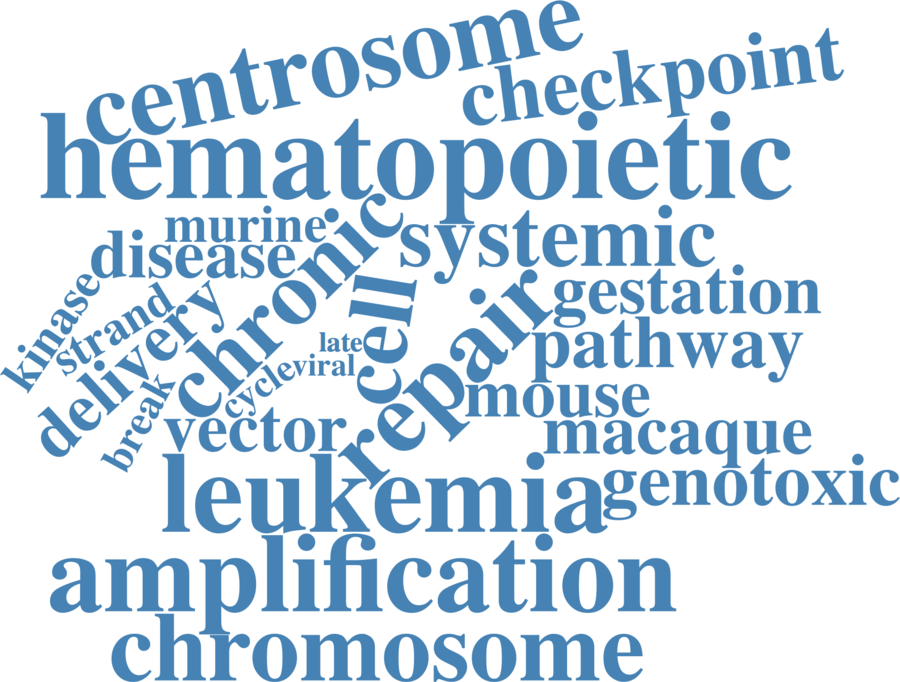 centrosome
checkpoint
hematopoietic
murine
chronic
systemic
disease
kinase
strand
delivery
cell
gestation
late
viral
repair
pathway
cycle
break
mouse
vector
macaque
leukemia
genotoxic
amplification
chromosome